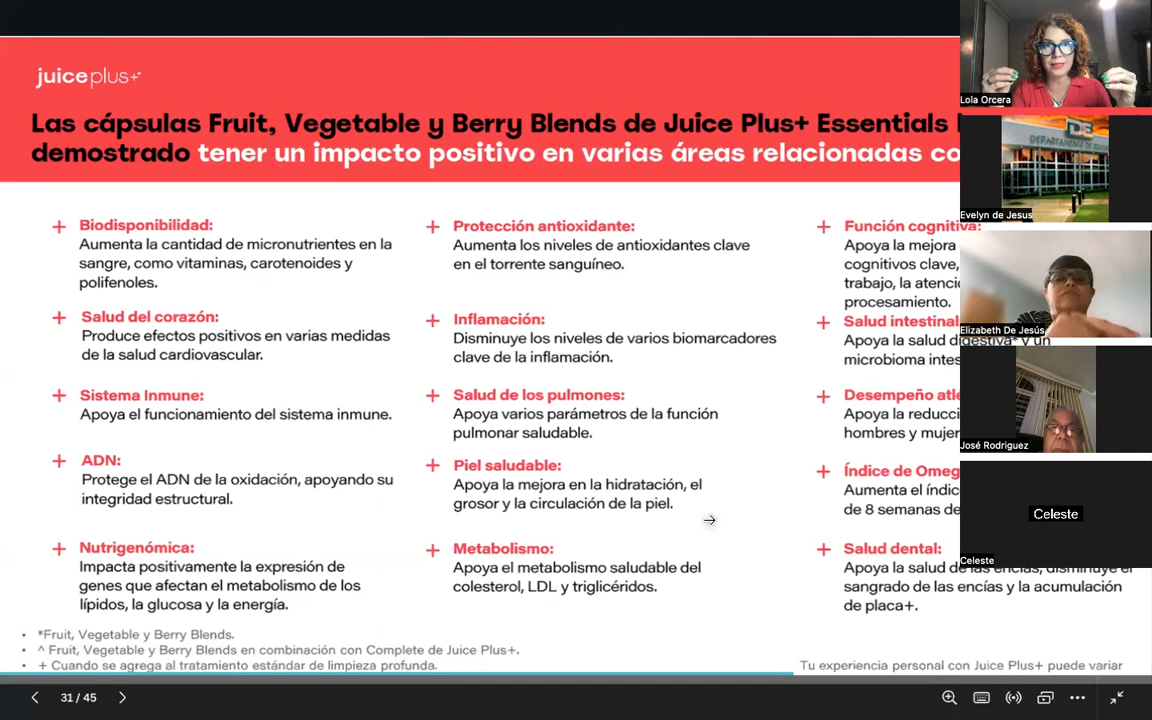 juiceplus+
Las cápsulas Fruit, Vegetable y Berry Blends de Juice Plus+ Essentials
demostrado tener un impacto positivo en varias áreas relacionadas
Biodisponibilidad:
Aumenta la cantidad de micronutrientes en la
sangre, como vitaminas, carotenoides y
polifenoles.
Salud del corazón:
Produce efectos positivos en varias medidas
de la salud cardiovascular.
Sistema Inmune:
Apoya el funcionamiento del sistema inmune.
ADN:
Protege el ADN de la oxidación, apoyando su
integridad estructural.
Nutrigenómica:
Impacta positivamente la expresión de
genes que afectan el metabolismo de los
lípidos, la glucosa y la energía.
Protección antioxidante:
Aumenta los niveles de antioxidantes clave
en el torrente sanguíneo.
Inflamación:
Disminuye los niveles de varios biomarcadores
clave de la inflamación.
Salud de los pulmones:
Apoya varios parámetros de la función
pulmonar saludable.
Piel saludable:
Apoya la mejora en la hidratación, el
grosor y la circulación de la piel.
Metabolismo:
Apoya el metabolismo saludable del
colesterol, LDL y triglicéridos.
Función cognitiva:
Apoya la mejora
cognitivos clave,
trabajo, la
procesamiento.
Salud intestinal
Apoya la salud digestiva* y un
microbioma
Desempeño
Apoya la
hombres y
Índice de
Aumenta el
de 8 semanas
Salud dental:
Apoya la salud de las encías, disminuye el
sangrado de las encías y la acumulación
de placa+.
*Fruit, Vegetable y Berry Blends.
^ Fruit, Vegetable y Berry Blends en combinación con Complete de Juice Plus+.
+ Cuando se agrega al tratamiento estándar de limpieza profunda.
Tu experiencia personal con Juice Plus+ puede variar
31 / 45
Lola Orcera
DE
DEPARTAMENTO DE
Evelyn de Jesus
Elizabeth De Jesús
José Rodriguez
Celeste
Celeste